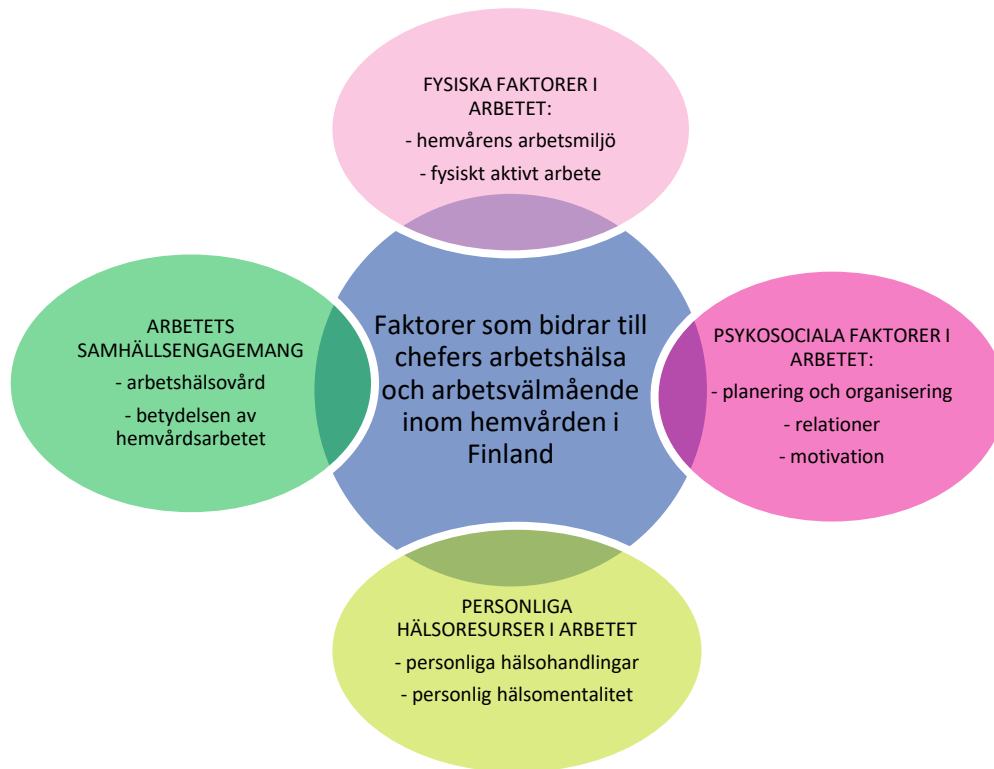 FYSISKA FAKTORER I
ARBETET:
- hemvårens arbetsmiljö
- fysiskt aktivt arbete
ARBETETS
SAMHÄLLSENGAGEMANG
- arbetshälsovård
- betydelsen av
hemvårdsarbetet
Faktorer som bidrar till
chefers arbetshälsa
och arbetsvälmående
inom hemvården i
Finland
PSYKOSOCIALA FAKTORER I
ARBETET:
- planering och organisering
- relationer
- motivation
PERSONLIGA
HÄLSORESURSER I ARBETET
- personliga hälsohandlingar
- personlig hälsomentalitet